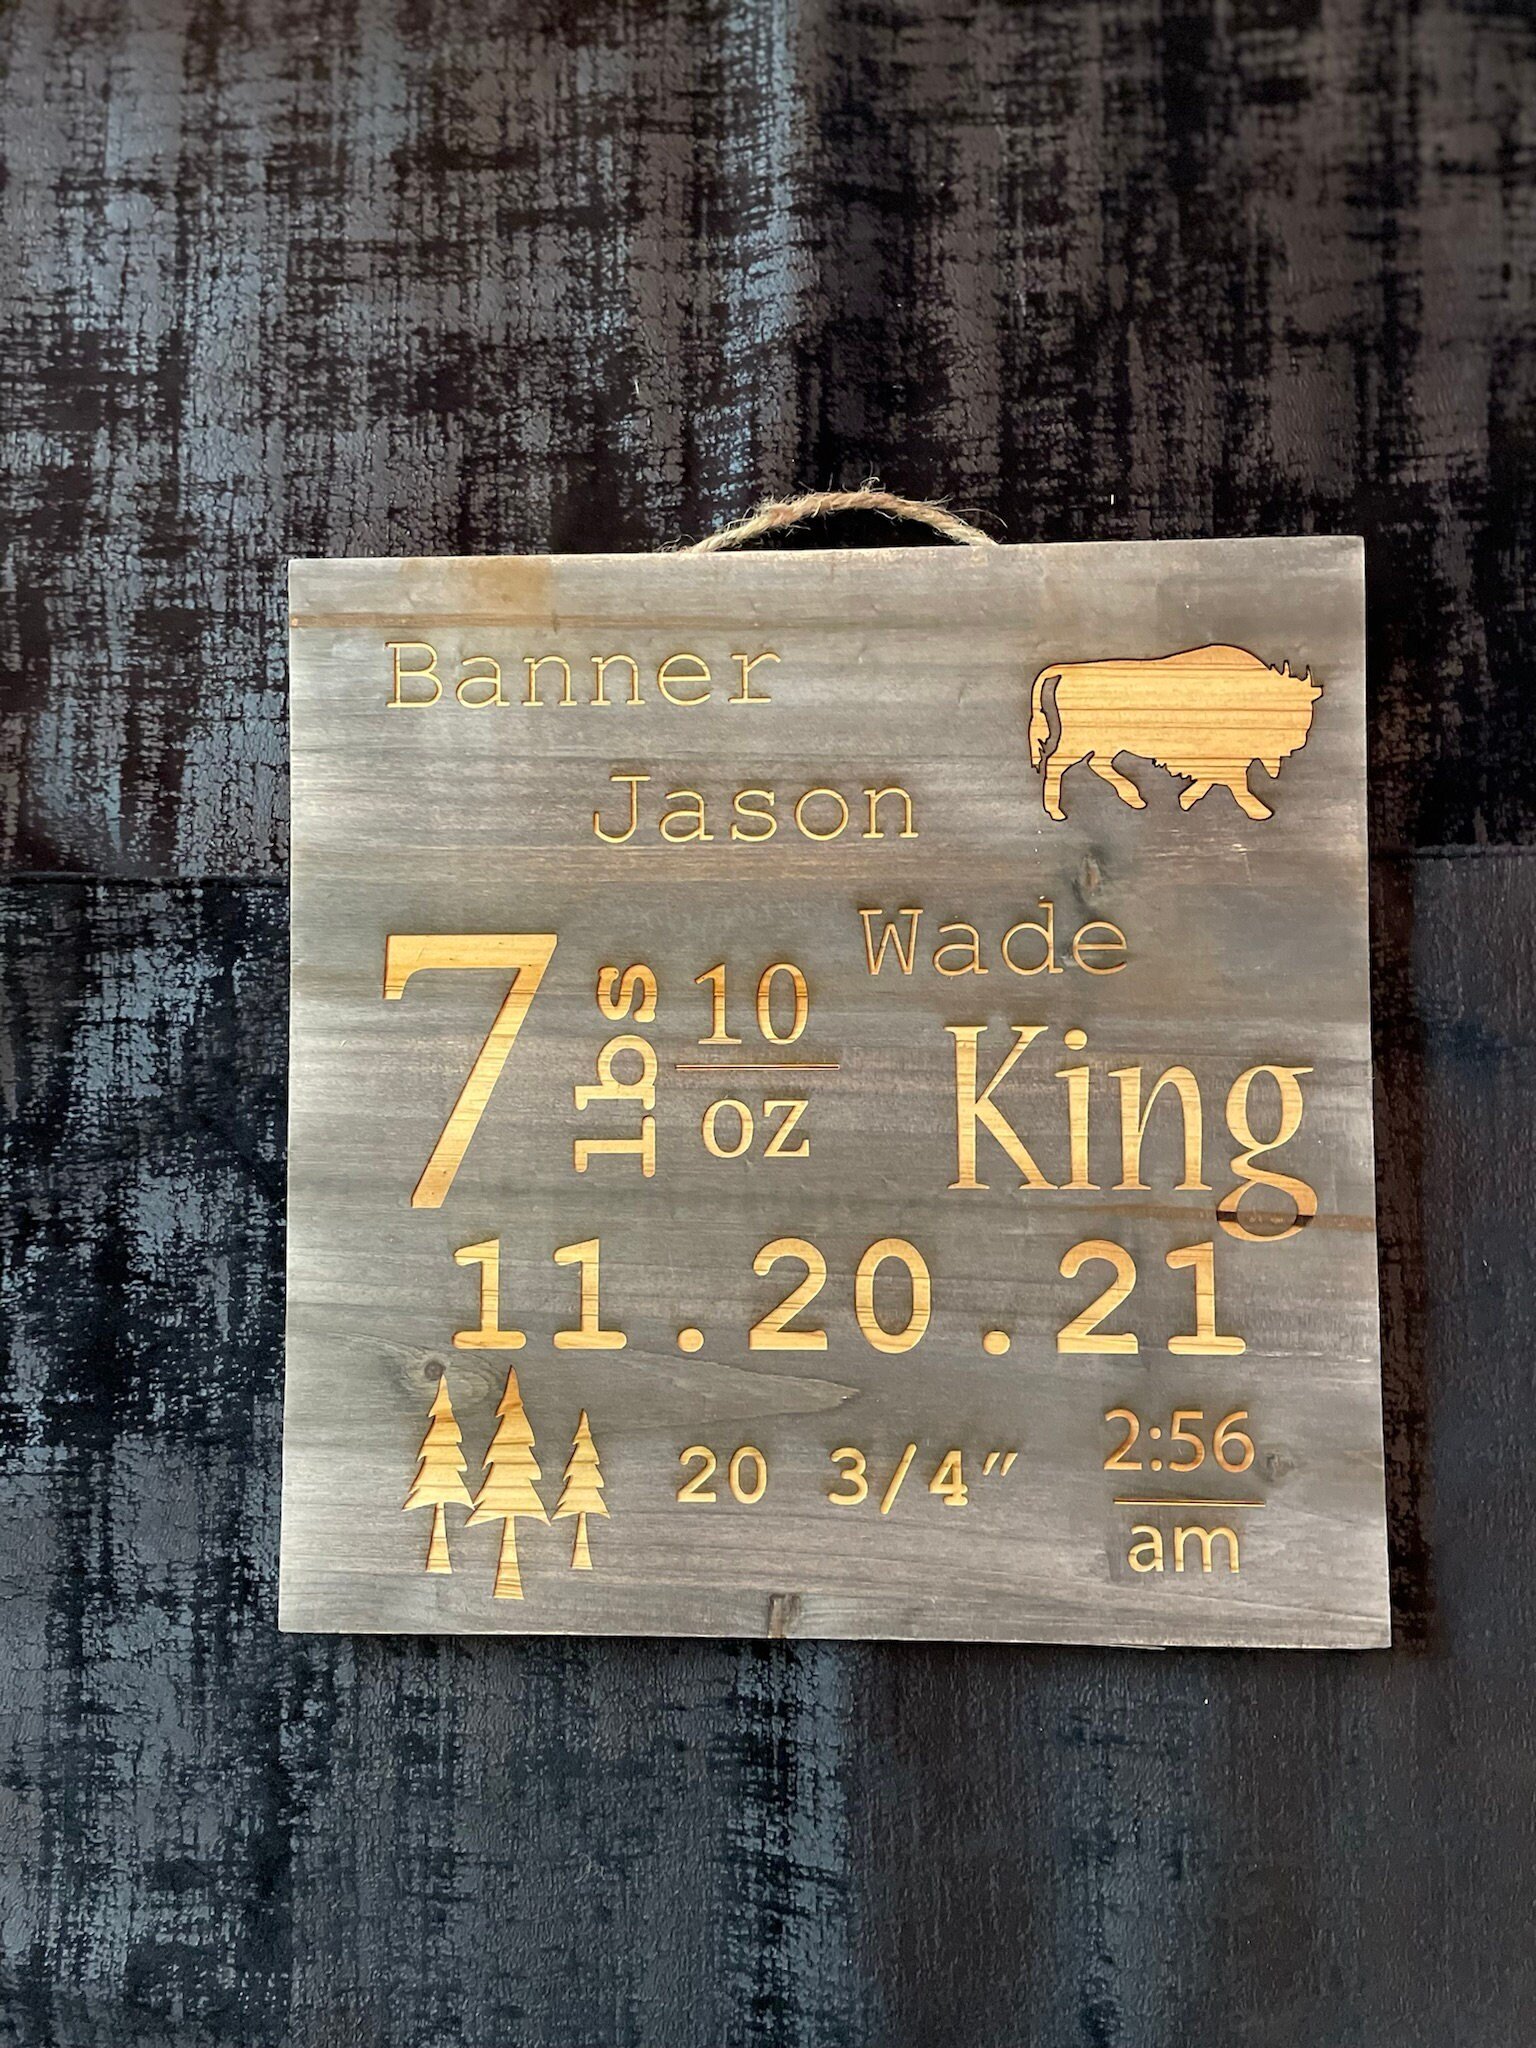 Banner
Jason
Wade
King
7 lbs 10
oz
11.20.21
20 3/4"
2:56
am